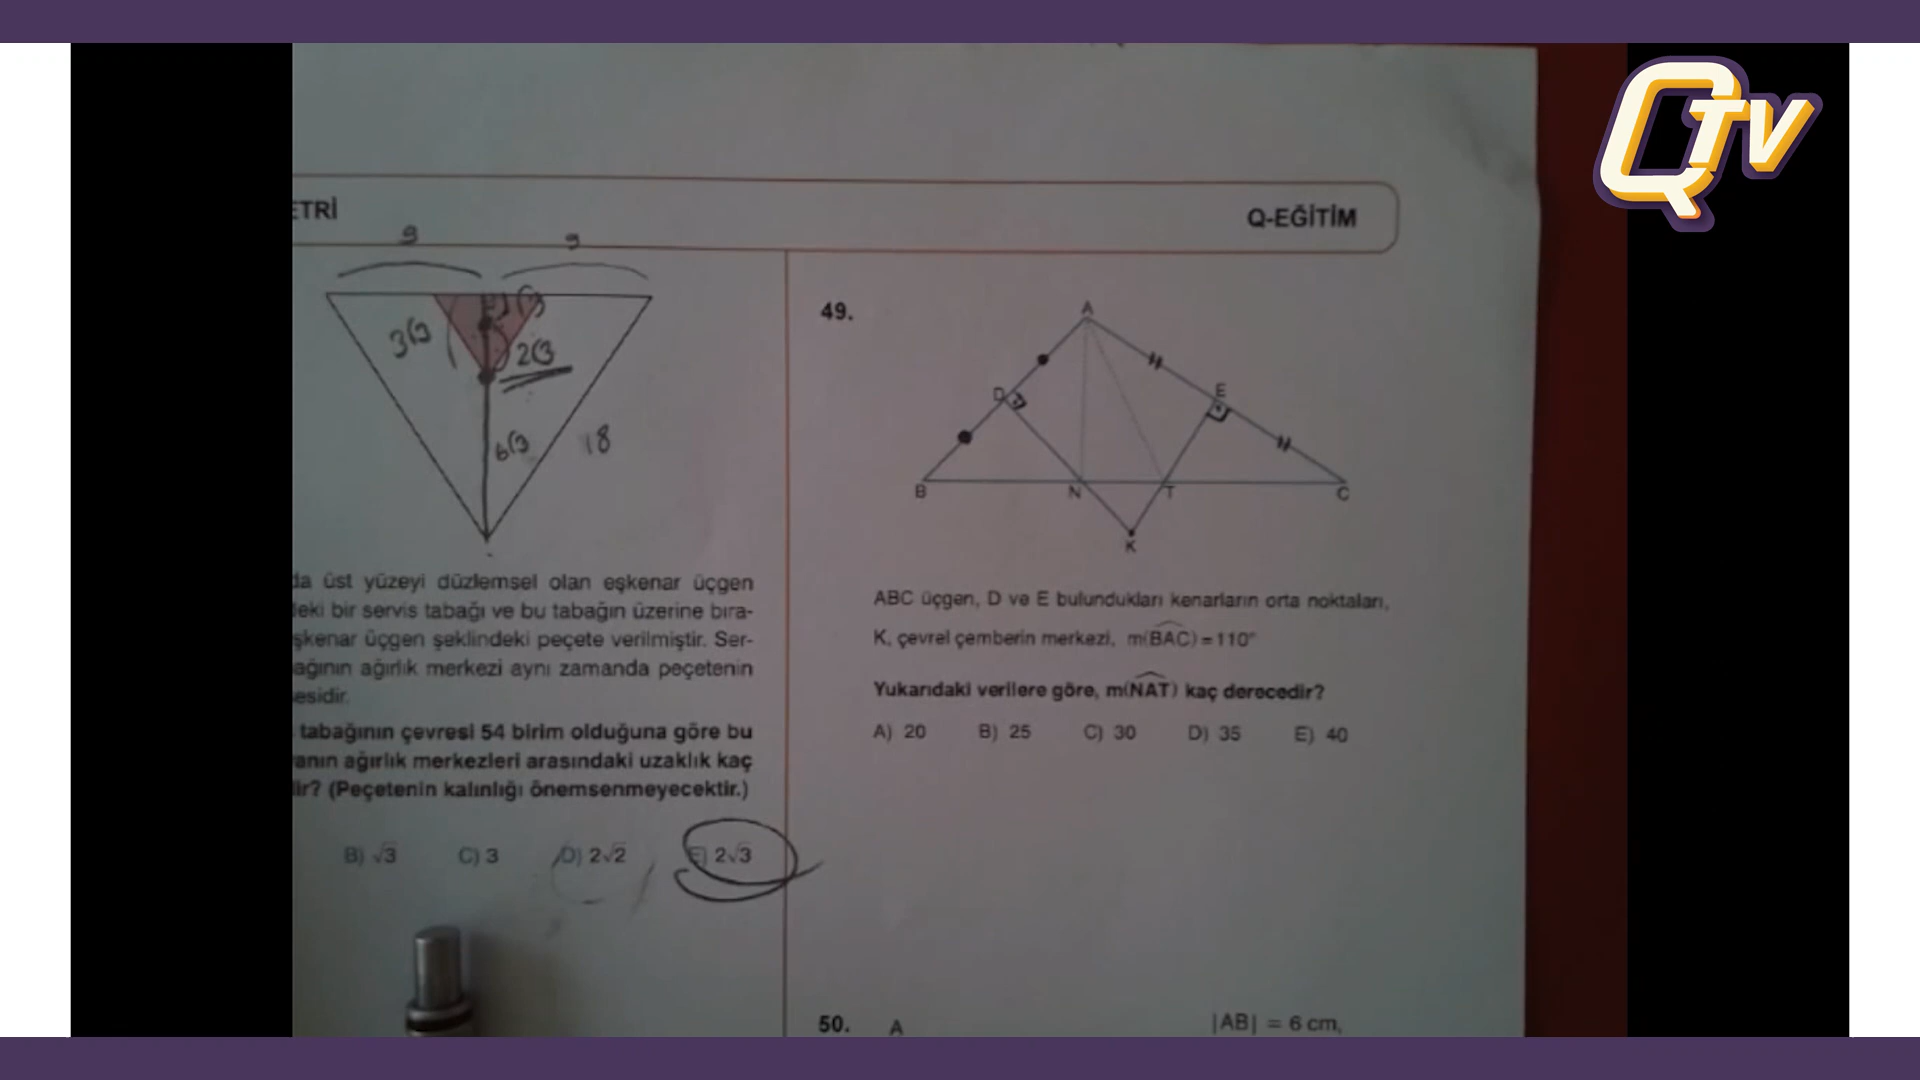 QTV
ETRİ
Q-EĞİTİM
9
9
3√3
2√3
6√3
18
49.
A
D
E
B
N
T
C
K
da üst yüzeyi düzlemsel olan eşkenar üçgen
deki bir servis tabağı ve bu tabağın üzerine bıra-
şkenar üçgen şeklindeki peçete verilmiştir. Ser-
ağının ağırlık merkezi aynı zamanda peçetenin
esidir.
tabağının çevresi 54 birim olduğuna göre bu
anın ağırlık merkezleri arasındaki uzaklık kaç
dir? (Peçetenin kalınlığı önemsenmeyecektir.)
B) √3 C) 3 D) 2√2 E) 2√3
ABC üçgen, D ve E bulundukları kenarların orta noktaları,
K, çevrel çemberin merkezi, m(BAC) = 110°
Yukarıdaki verilere göre, m(NAT) kaç derecedir?
A) 20 B) 25 C) 30 D) 35 E) 40
50. A |AB| = 6 cm,